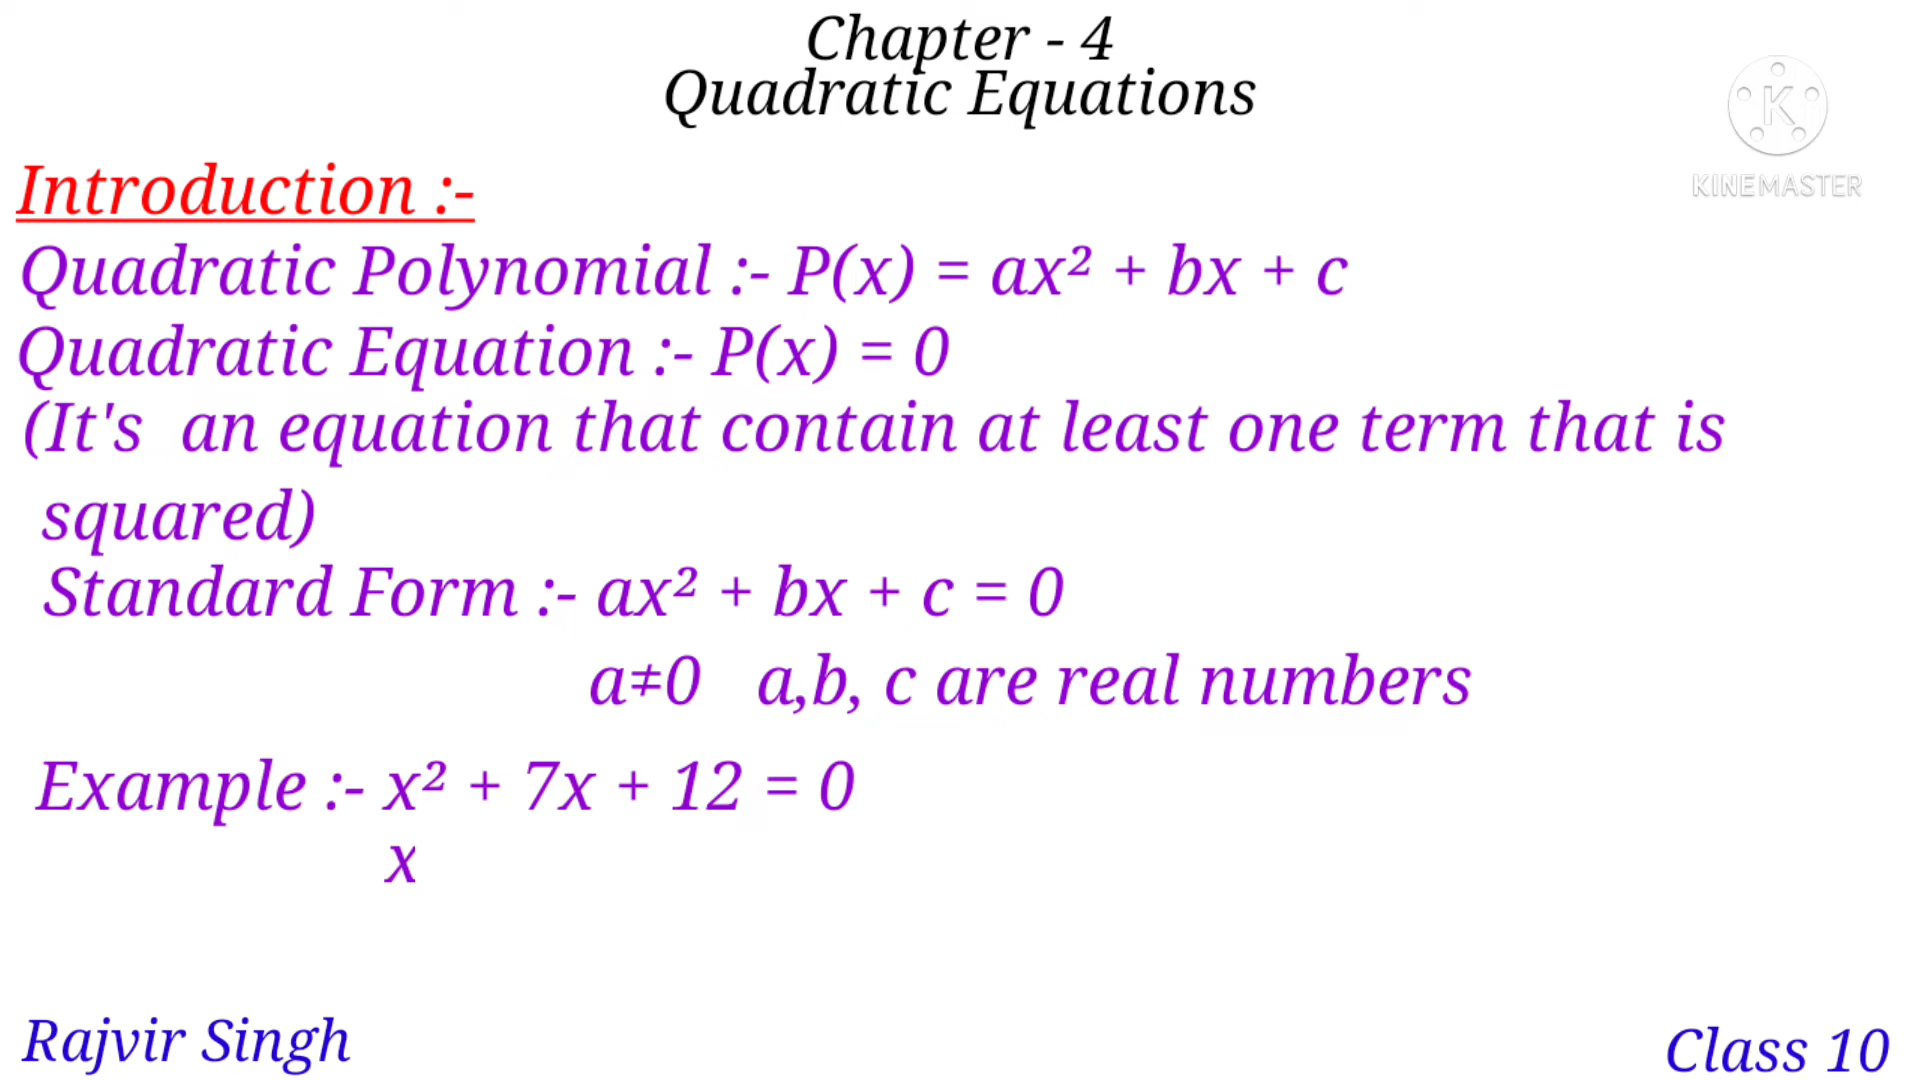 Chapter - 4
Quadratic Equations
K
KINEMASTER
Introduction :-
Quadratic Polynomial :- P(x) = ax² + bx + c
Quadratic Equation :- P(x) = 0
(It's an equation that contain at least one term that is
squared)
Standard Form :- ax² + bx + c = 0
a≠0 a,b, c are real numbers
Example :- x² + 7x + 12 = 0
x
Rajvir Singh
Class 10